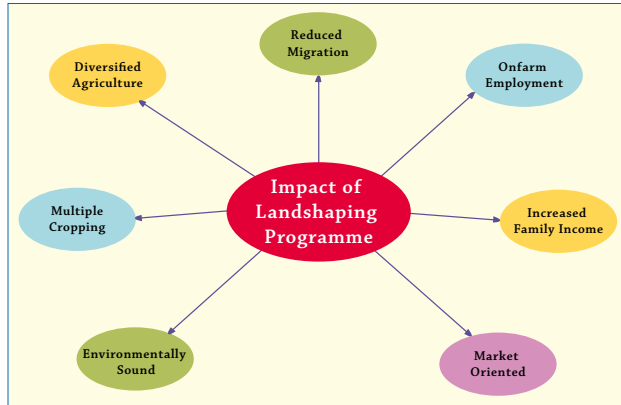 Reduced
Migration
Diversified
Agriculture
Onfarm
Employment
Impact of
Landshaping
Programme
Multiple
Cropping
Increased
Family Income
Environmentally
Sound
Market
Oriented